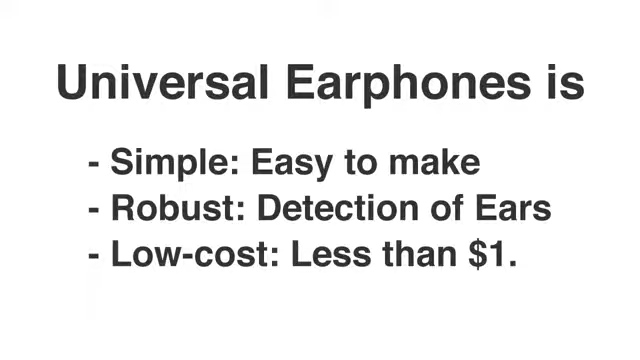 Universal Earphones is
- Simple: Easy to make
- Robust: Detection of Ears
- Low-cost: Less than $1.